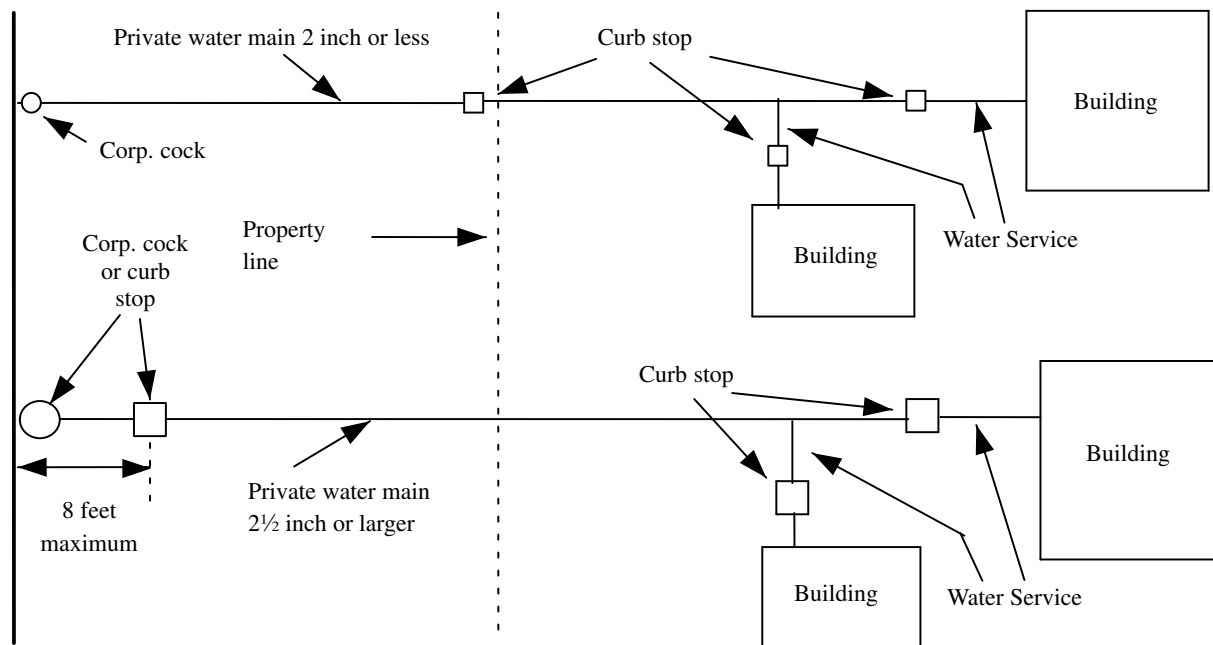 Private water main 2 inch or less
Curb stop
Building
Corp. cock
Property
line
Water Service
Building
Corp. cock
or curb
stop
Curb stop
Building
Private water main
2½ inch or larger
8 feet
maximum
Building
Water Service